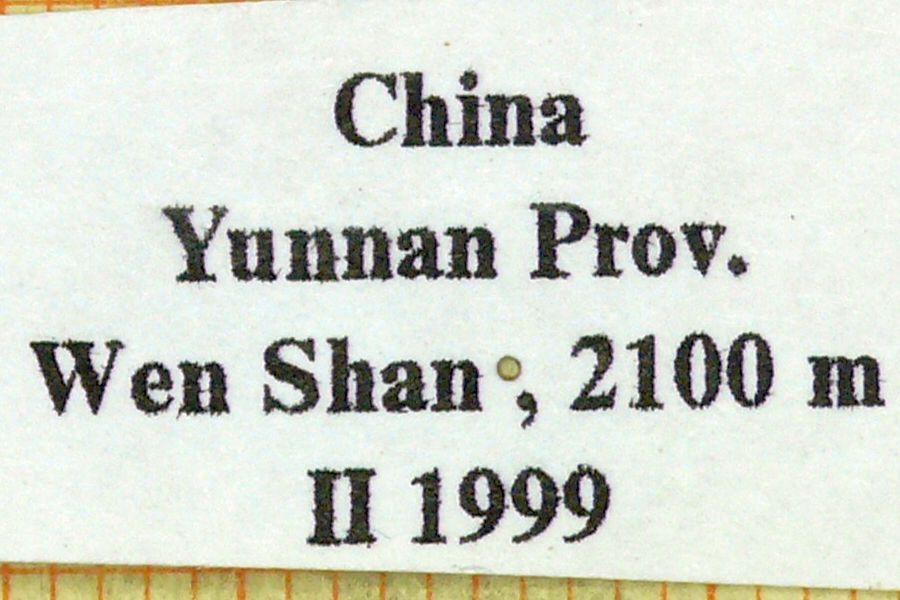 China
Yunnan Prov.
Wen Shan , 2100 m
II 1999